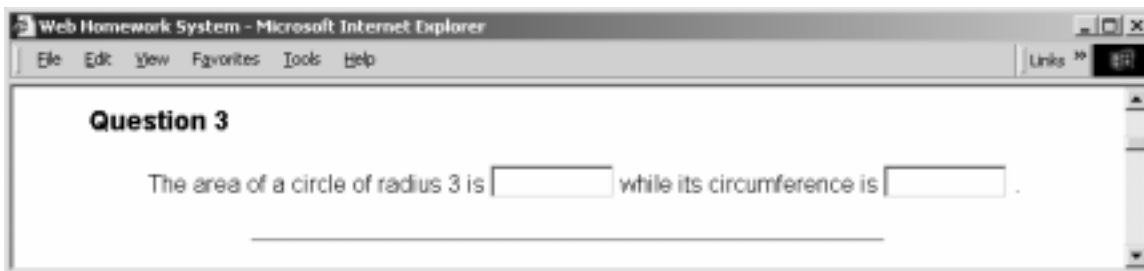 Web Homework System - Microsoft Internet Explorer
File Edit View Favorites Tools Help Links »
Question 3
The area of a circle of radius 3 is while its circumference is .